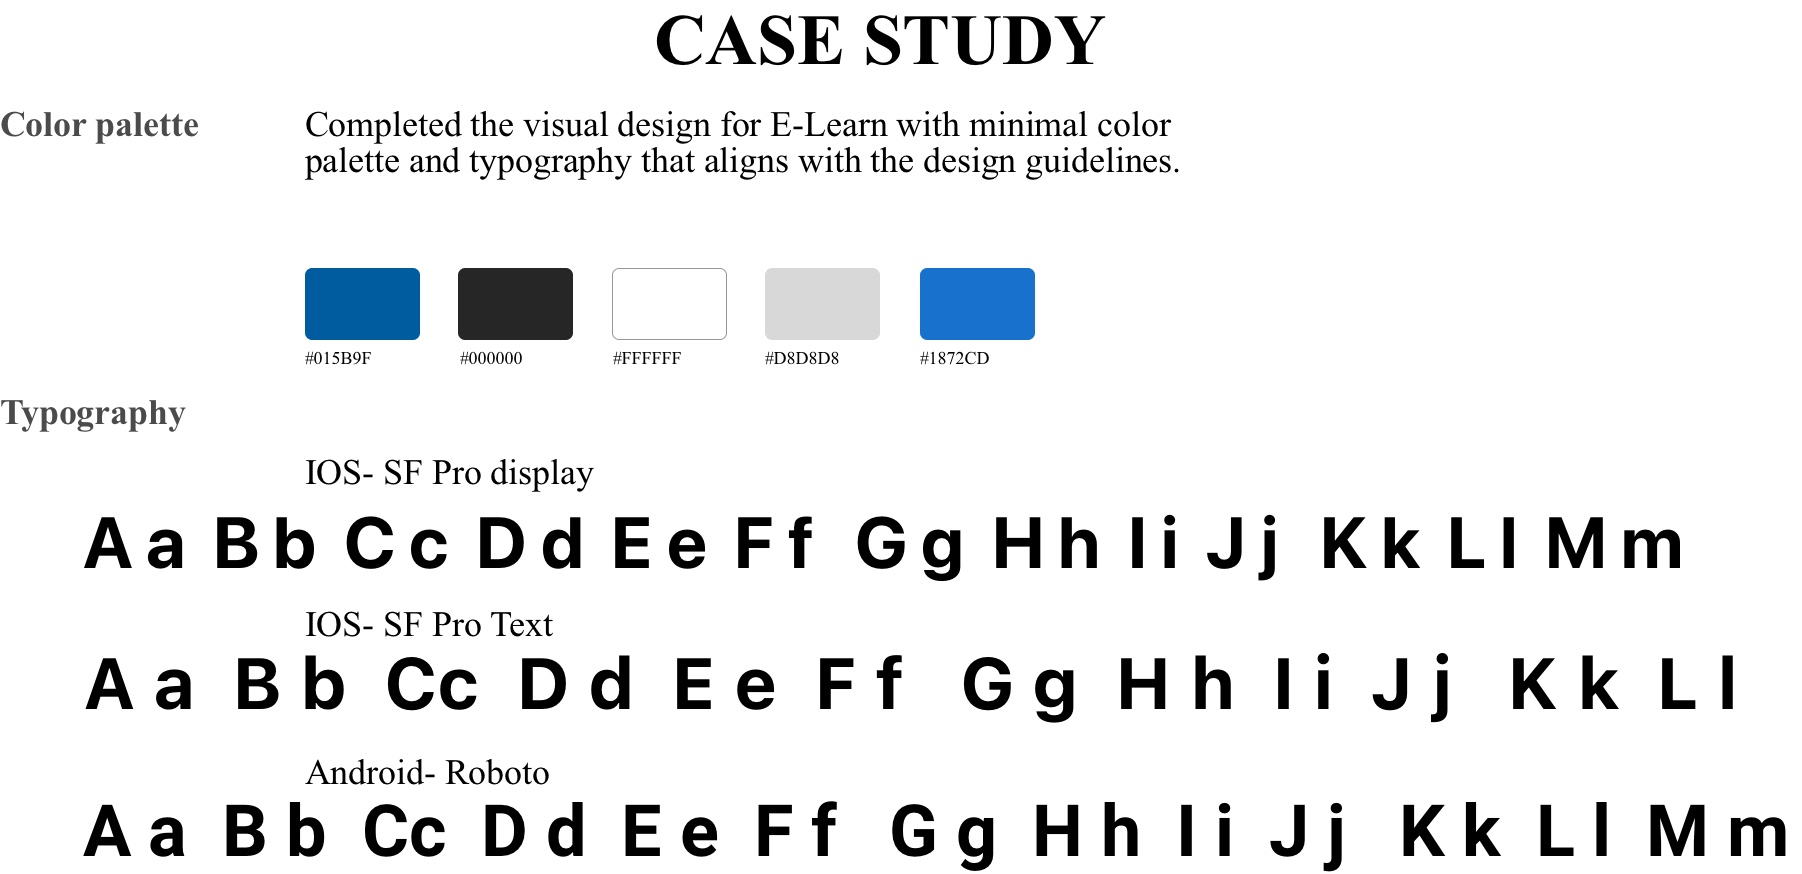 CASE STUDY
Color palette
Completed the visual design for E-Learn with minimal color
palette and typography that aligns with the design guidelines.
#015B9F #000000 #FFFFFF #D8D8D8 #1872CD
Typography
IOS- SF Pro display
A a B b C c D d E e F f G g H h I i J j K k L l M m
IOS- SF Pro Text
A a B b Cc D d E e F f G g H h I i J j K k L l
Android- Roboto
A a B b Cc D d E e F f G g H h I i J j K k L l M m